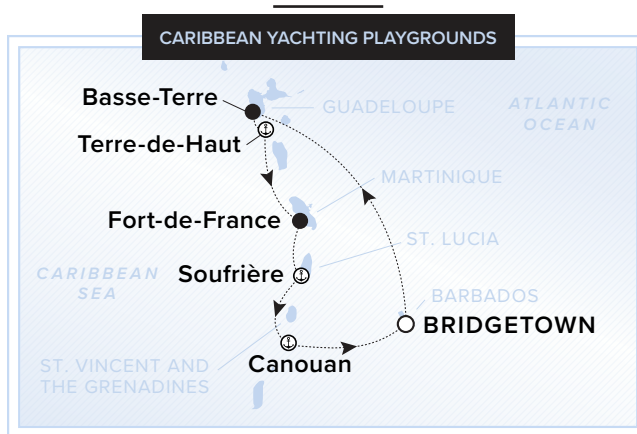 CARIBBEAN YACHTING PLAYGROUNDS
Basse-Terre
GUADELOUPE
ATLANTIC
OCEAN
Terre-de-Haut
MARTINIQUE
Fort-de-France
ST. LUCIA
CARIBBEAN
SEA
Soufrière
BARBADOS
BRIDGETOWN
ST. VINCENT AND
THE GRENADINES
Canouan